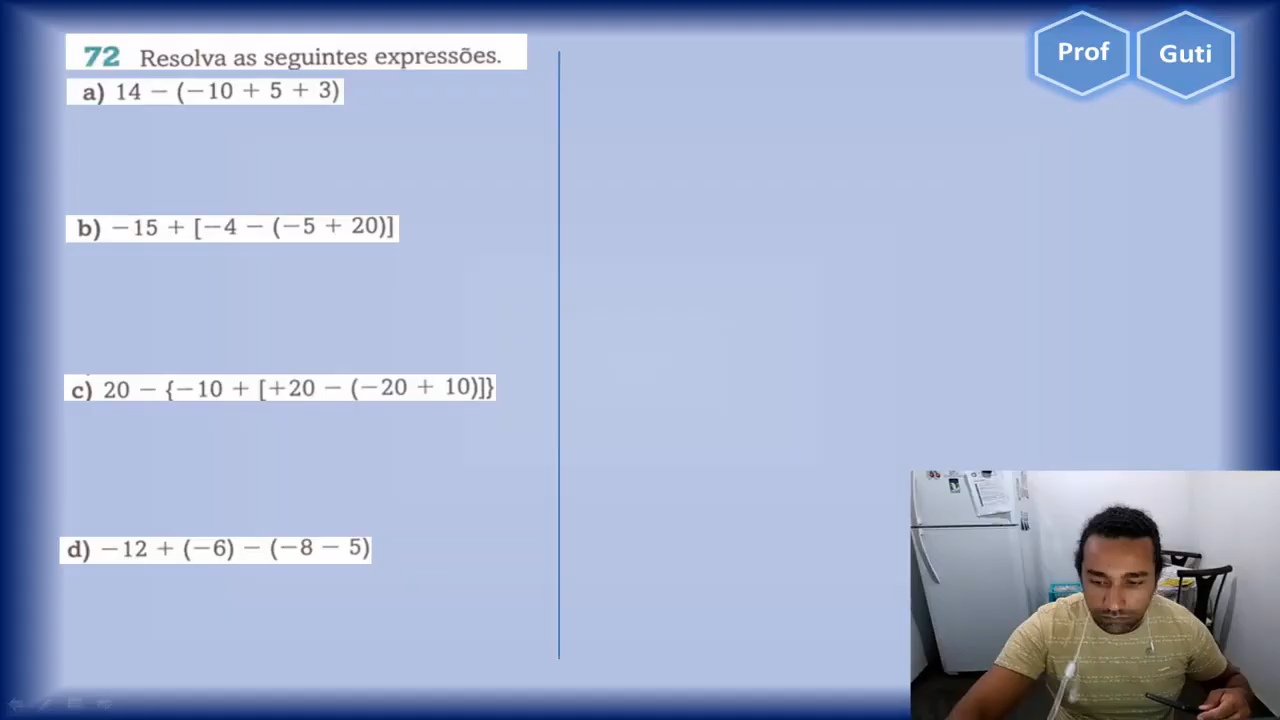 72 Resolva as seguintes expressões.
a) 14 − (−10 + 5 + 3)
b) −15 + [−4 − (−5 + 20)]
c) 20 − {−10 + [+20 − (−20 + 10)]}
d) −12 + (−6) − (−8 − 5)
Prof Guti